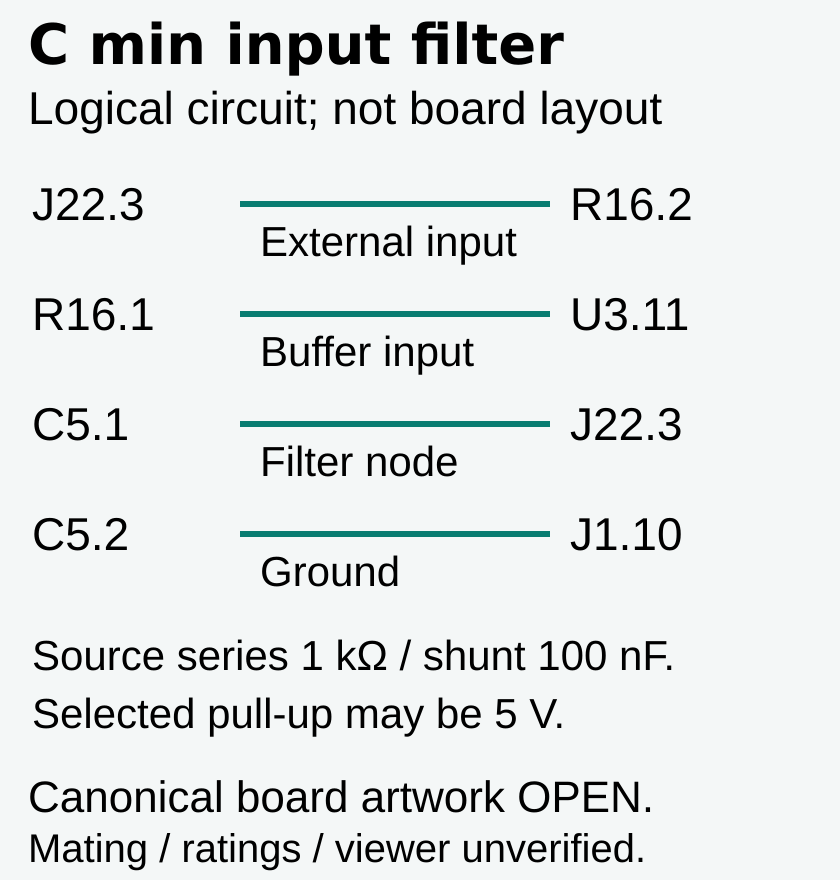 C min input filter
Logical circuit; not board layout
J22.3 R16.2
External input
R16.1 U3.11
Buffer input
C5.1 J22.3
Filter node
C5.2 J1.10
Ground
Source series 1 kΩ / shunt 100 nF.
Selected pull-up may be 5 V.
Canonical board artwork OPEN.
Mating / ratings / viewer unverified.